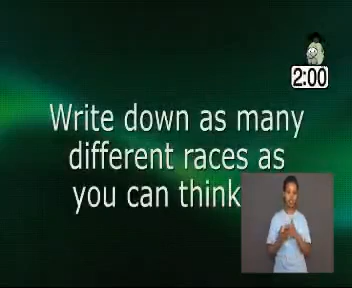 2:00
Write down as many
different races as
you can think